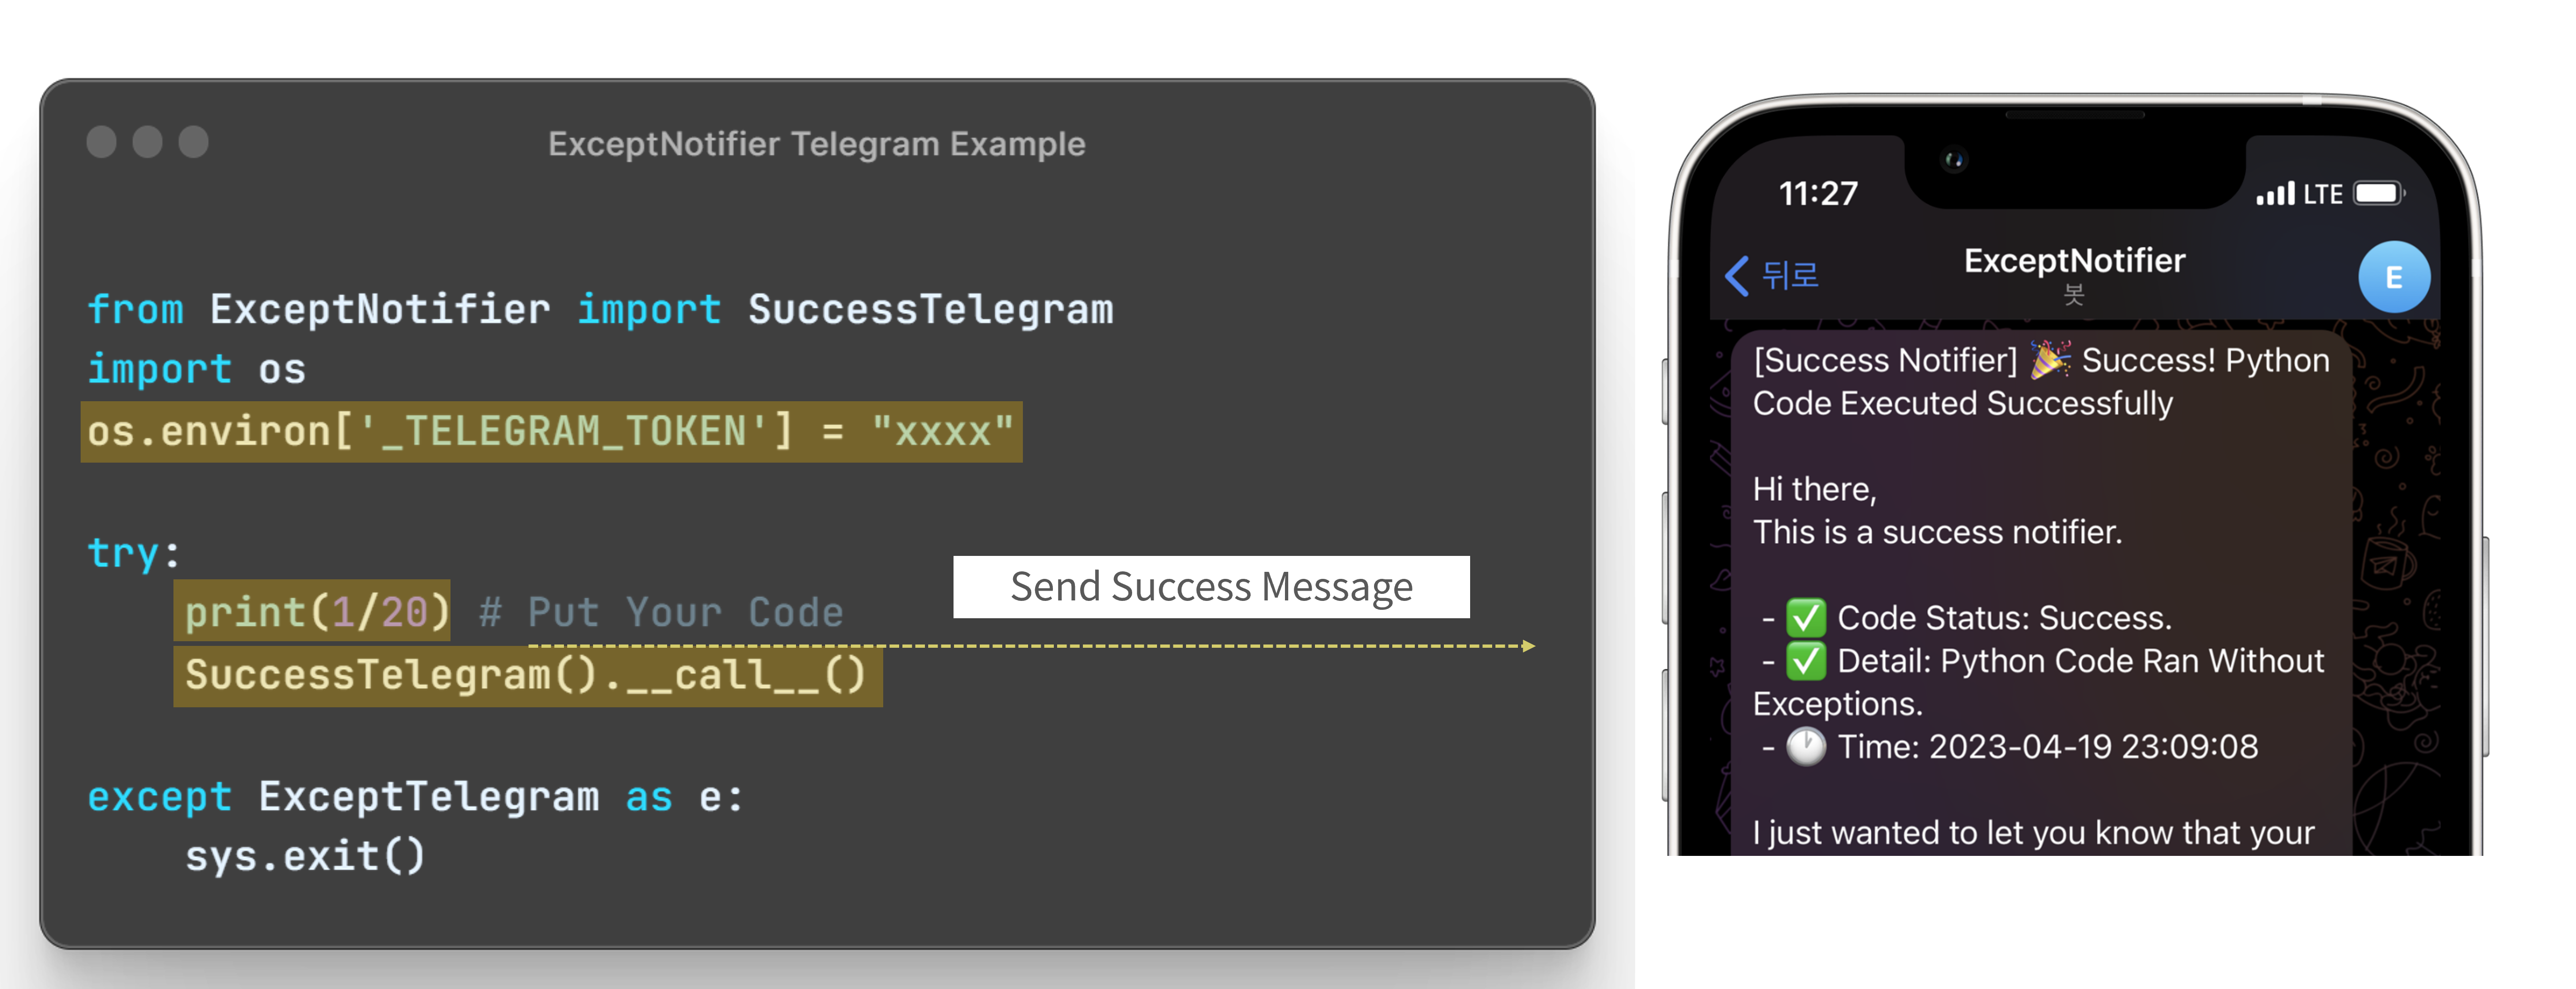 ExceptNotifier Telegram Example
from ExceptNotifier import SuccessTelegram
import os
os.environ['_TELEGRAM_TOKEN'] = "xxxx"
try:
    print(1/20) # Put Your Code
    SuccessTelegram().__call__()
except ExceptTelegram as e:
    sys.exit()
Send Success Message
11:27
LTE
뒤로
ExceptNotifier
봇
E
[Success Notifier] 🎉 Success! Python
Code Executed Successfully
Hi there,
This is a success notifier.
- ✅ Code Status: Success.
- ✅ Detail: Python Code Ran Without
Exceptions.
- 🕐 Time: 2023-04-19 23:09:08
I just wanted to let you know that your